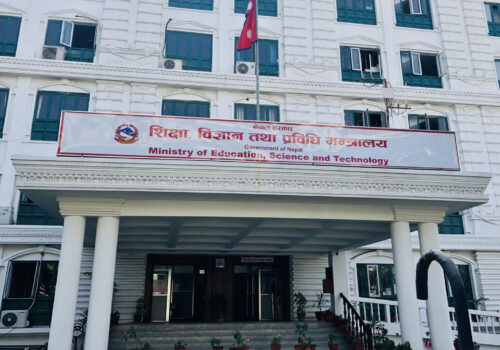 नेपाल सरकार
शिक्षा, विज्ञान तथा प्रविधि मन्त्रालय
Government of Nepal
Ministry of Education, Science and Technology